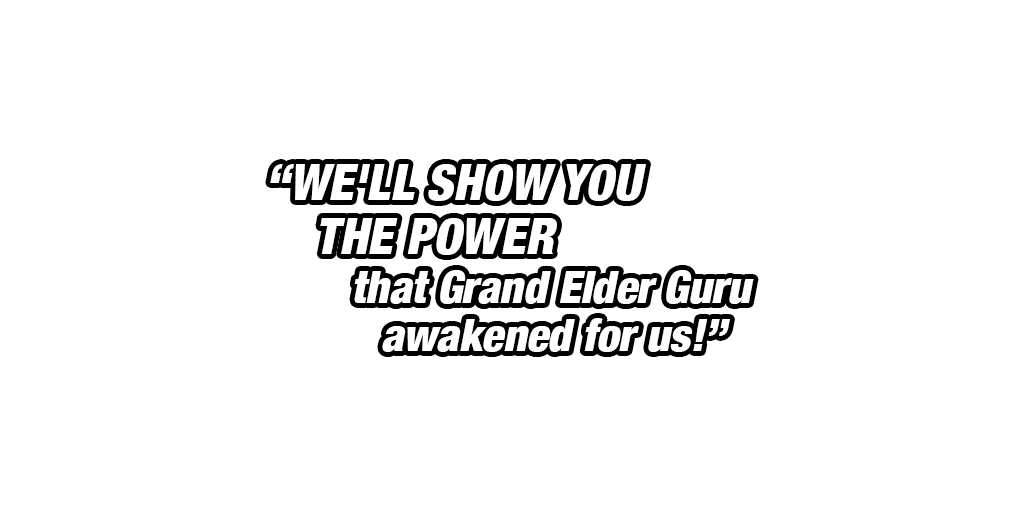 “WE'LL SHOW YOU
THE POWER
that Grand Elder Guru
awakened for us!”